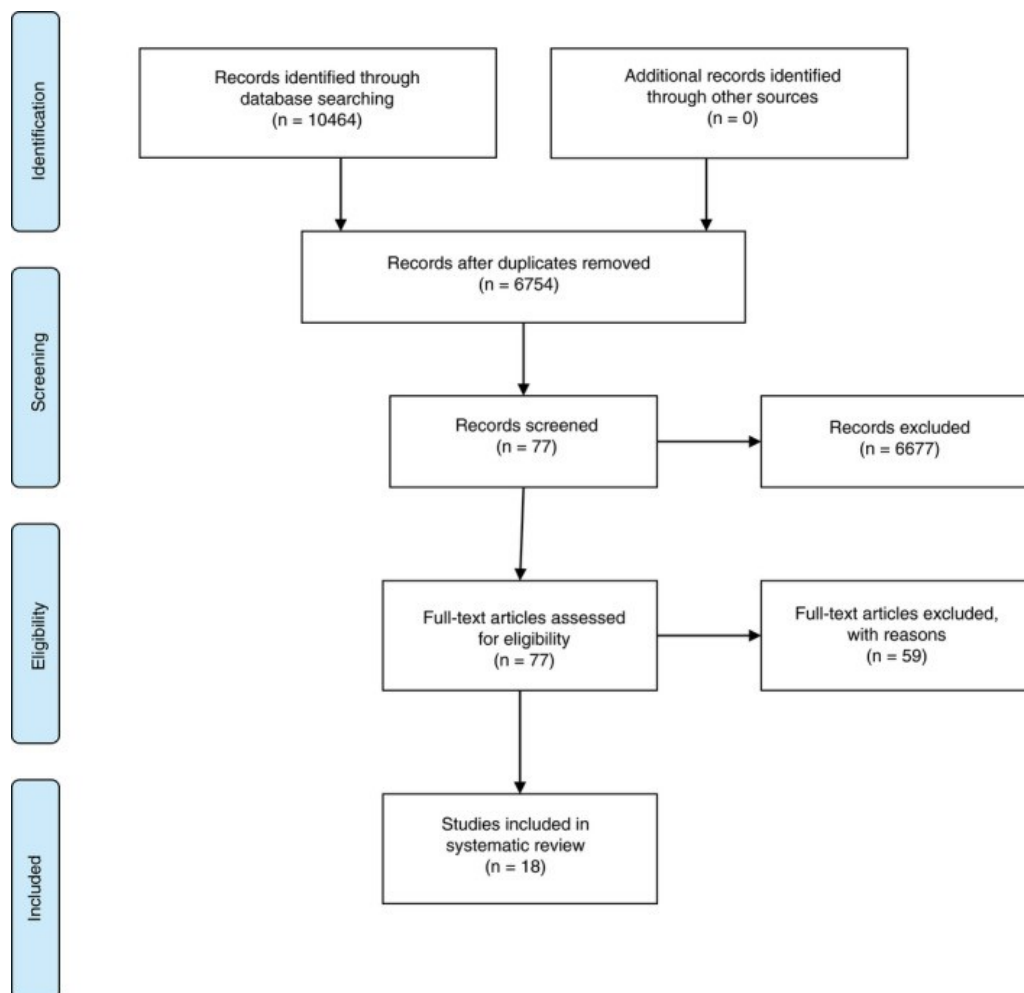 Identification
Records identified through
database searching
(n = 10464)
Additional records identified
through other sources
(n = 0)
Records after duplicates removed
(n = 6754)
Screening
Records screened
(n = 77)
Records excluded
(n = 6677)
Eligibility
Full-text articles assessed
for eligibility
(n = 77)
Full-text articles excluded,
with reasons
(n = 59)
Included
Studies included in
systematic review
(n = 18)